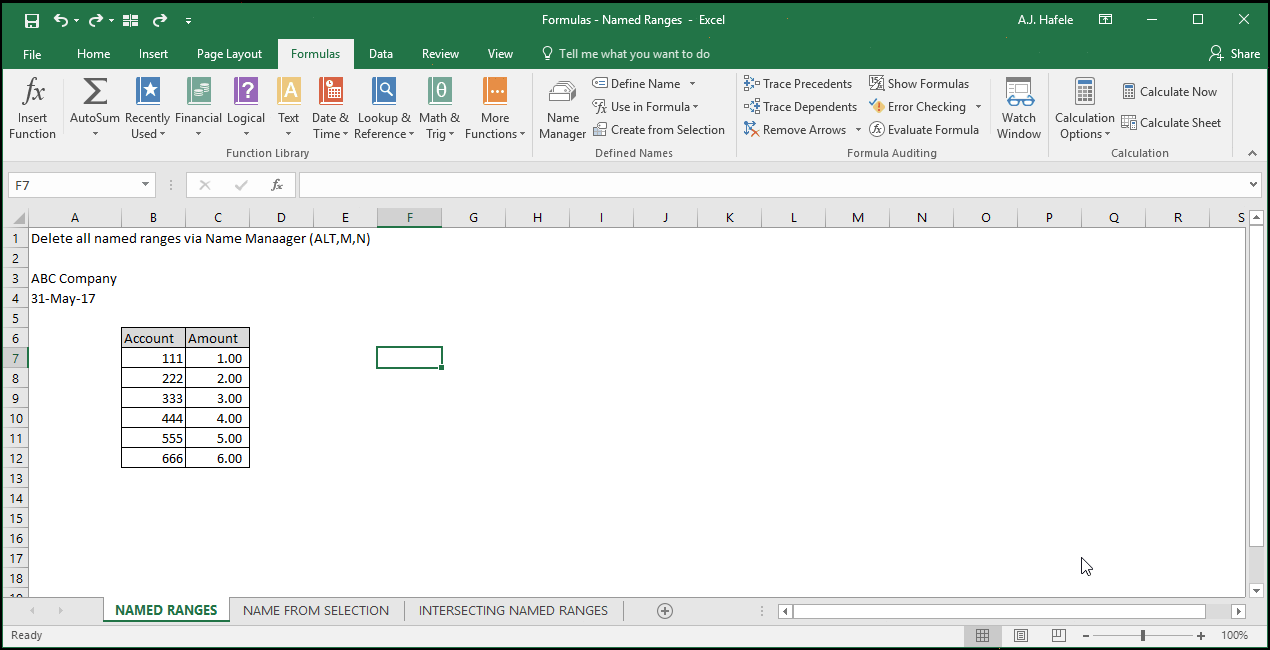 Formulas - Named Ranges - Excel
A.J. Hafele
File Home Insert Page Layout Formulas Data Review View Tell me what you want to do Share
fx Insert Function
Σ AutoSum
Recently Used
Financial
? Logical
A Text
Date & Time
Lookup & Reference
θ Math & Trig
More Functions
Function Library
Name Manager
Define Name
Use in Formula
Create from Selection
Defined Names
Trace Precedents
Trace Dependents
Remove Arrows
Show Formulas
Error Checking
Evaluate Formula
Watch Window
Formula Auditing
Calculation Options
Calculate Now
Calculate Sheet
Calculation
F7 fx
A B C D E F G H I J K L M N O P Q R S
1 Delete all named ranges via Name Manaager (ALT,M,N)
2
3 ABC Company
4 31-May-17
5
6 Account Amount
7 111 1.00
8 222 2.00
9 333 3.00
10 444 4.00
11 555 5.00
12 666 6.00
13
14
15
16
17
18
19
NAMED RANGES NAME FROM SELECTION INTERSECTING NAMED RANGES
Ready 100%